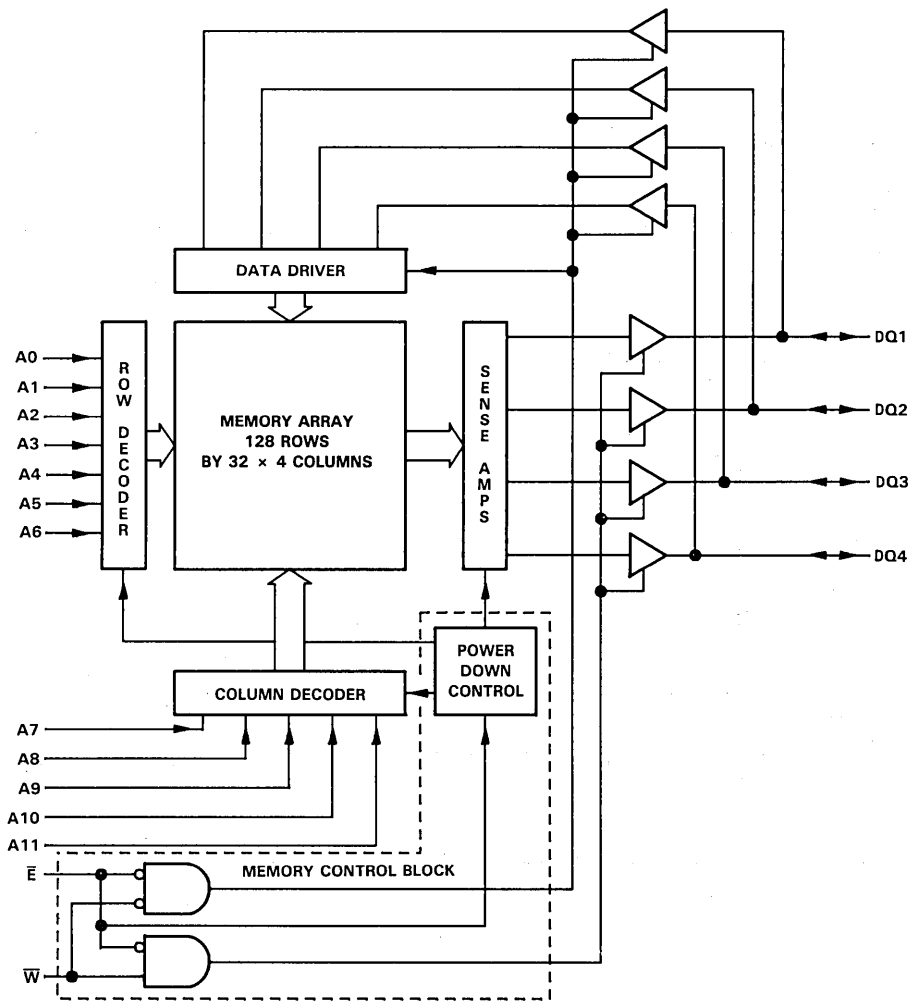 DATA DRIVER
A0
A1
A2
A3
A4
A5
A6
ROW DECODER
MEMORY ARRAY
128 ROWS
BY 32 × 4 COLUMNS
SENSE AMPS
DQ1
DQ2
DQ3
DQ4
POWER
DOWN
CONTROL
COLUMN DECODER
A7
A8
A9
A10
A11
MEMORY CONTROL BLOCK
E̅
W̅